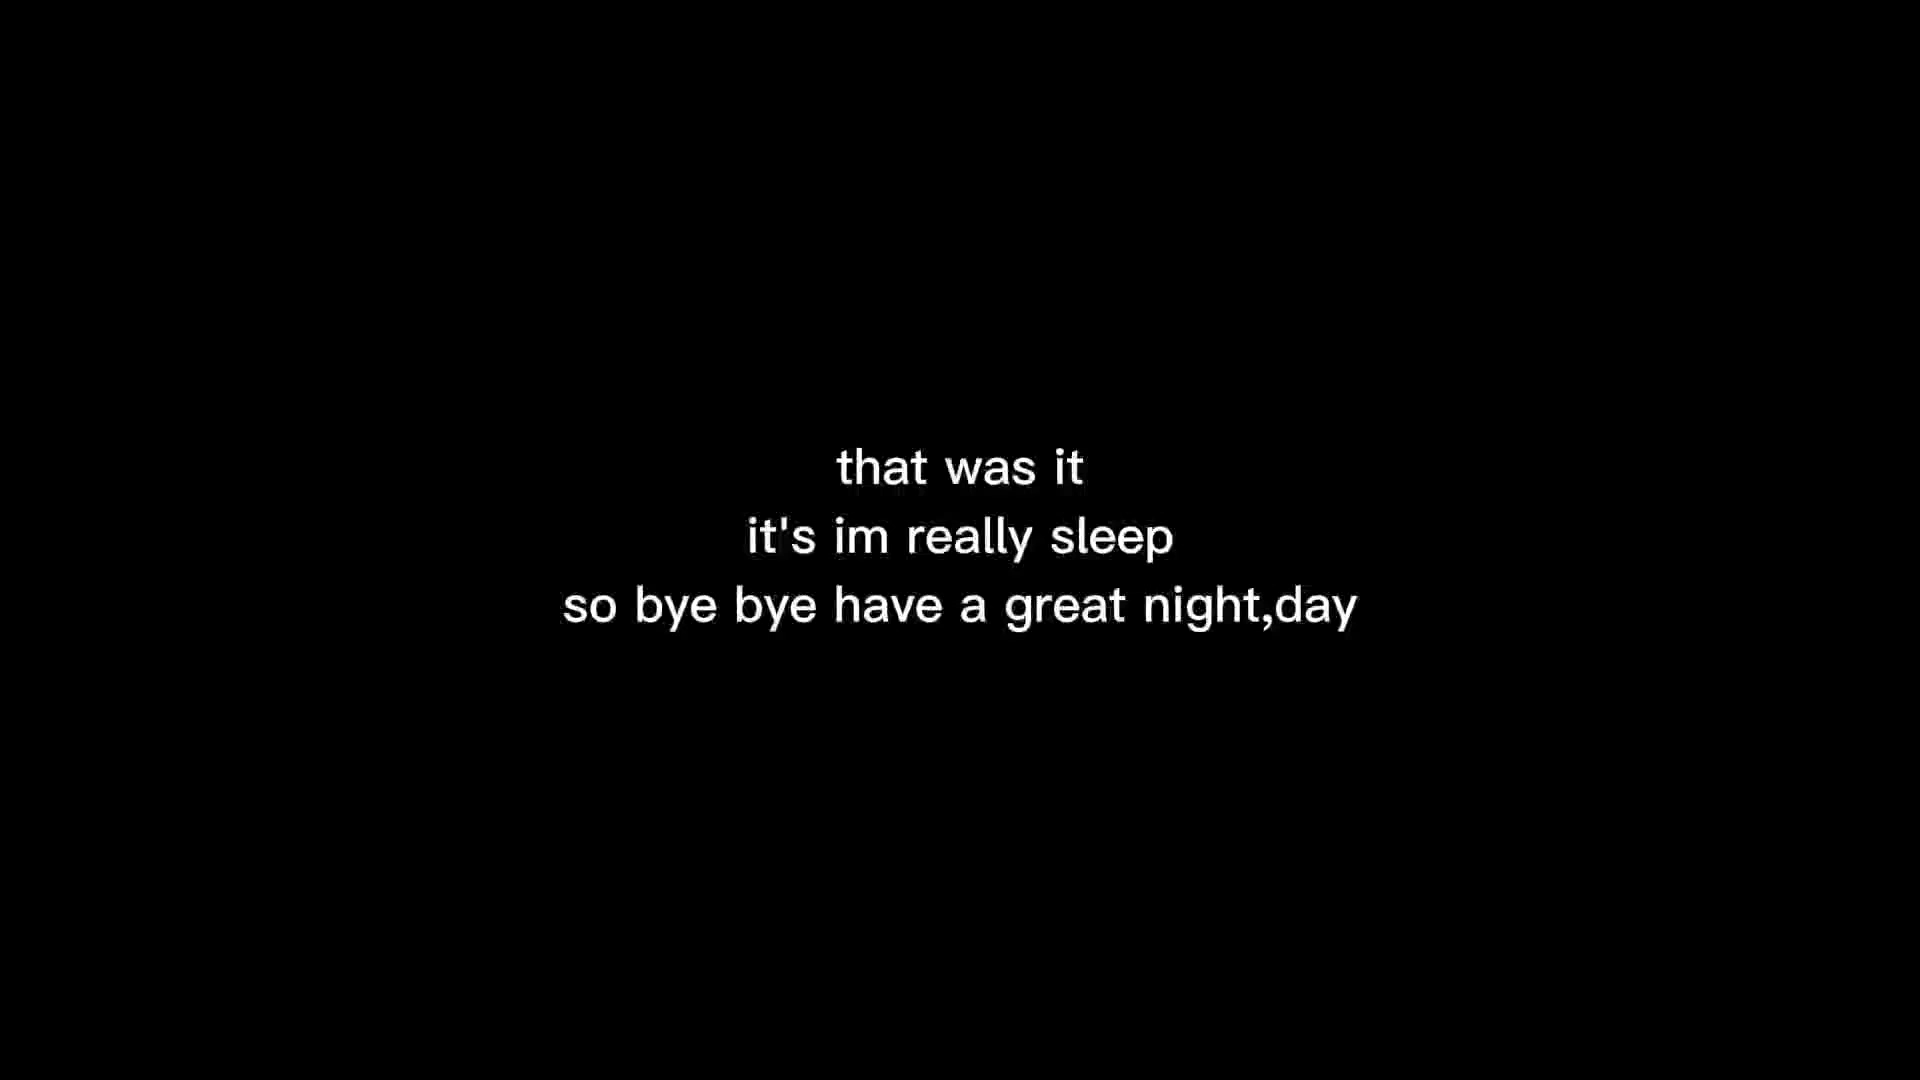 that was it
it's im really sleep
so bye bye have a great night,day